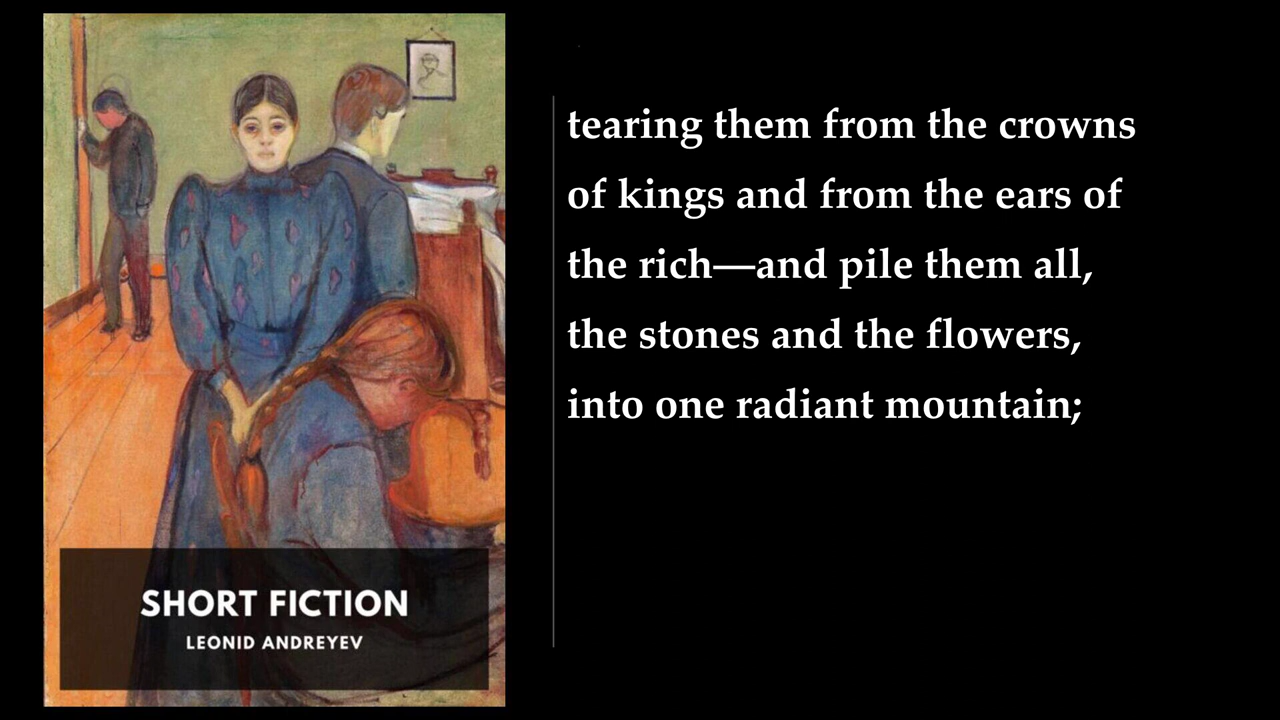 tearing them from the crowns
of kings and from the ears of
the rich—and pile them all,
the stones and the flowers,
into one radiant mountain;
SHORT FICTION
LEONID ANDREYEV